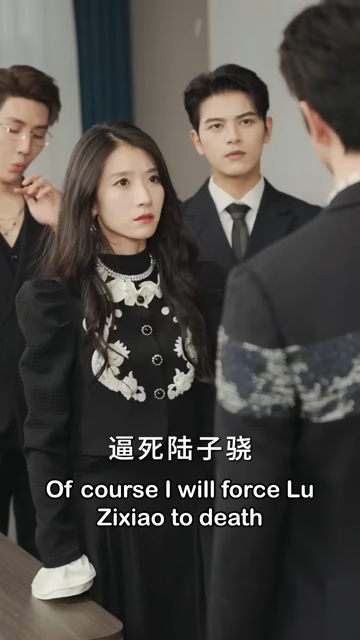 逼死陆子骁
Of course I will force Lu
Zixiao to death